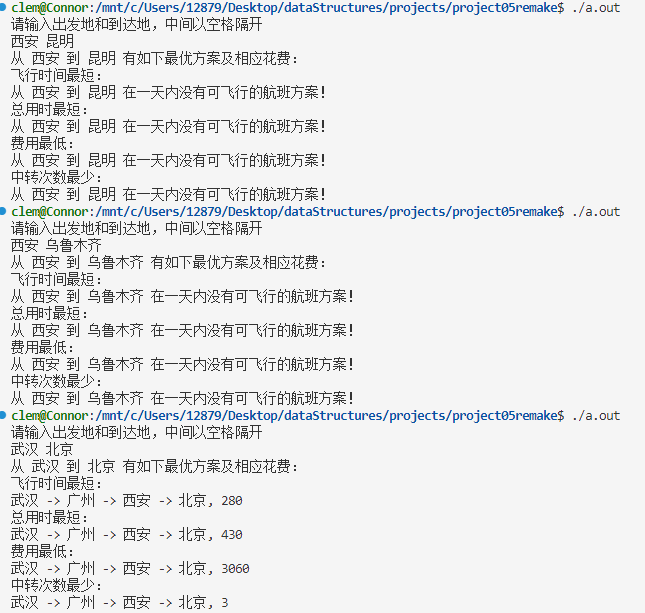 clem@Connor:/mnt/c/Users/12879/Desktop/dataStructures/projects/project05remake$ ./a.out
请输入出发地和到达地，中间以空格隔开
西安 昆明
从 西安 到 昆明 有如下最优方案及相应花费：
飞行时间最短：
从 西安 到 昆明 在一天内没有可飞行的航班方案！
总用时最短：
从 西安 到 昆明 在一天内没有可飞行的航班方案！
费用最低：
从 西安 到 昆明 在一天内没有可飞行的航班方案！
中转次数最少：
从 西安 到 昆明 在一天内没有可飞行的航班方案！
clem@Connor:/mnt/c/Users/12879/Desktop/dataStructures/projects/project05remake$ ./a.out
请输入出发地和到达地，中间以空格隔开
西安 乌鲁木齐
从 西安 到 乌鲁木齐 有如下最优方案及相应花费：
飞行时间最短：
从 西安 到 乌鲁木齐 在一天内没有可飞行的航班方案！
总用时最短：
从 西安 到 乌鲁木齐 在一天内没有可飞行的航班方案！
费用最低：
从 西安 到 乌鲁木齐 在一天内没有可飞行的航班方案！
中转次数最少：
从 西安 到 乌鲁木齐 在一天内没有可飞行的航班方案！
clem@Connor:/mnt/c/Users/12879/Desktop/dataStructures/projects/project05remake$ ./a.out
请输入出发地和到达地，中间以空格隔开
武汉 北京
从 武汉 到 北京 有如下最优方案及相应花费：
飞行时间最短：
武汉 -> 广州 -> 西安 -> 北京, 280
总用时最短：
武汉 -> 广州 -> 西安 -> 北京, 430
费用最低：
武汉 -> 广州 -> 西安 -> 北京, 3060
中转次数最少：
武汉 -> 广州 -> 西安 -> 北京, 3